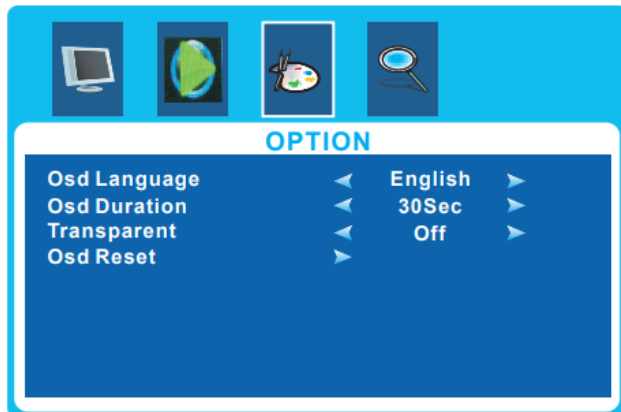 OPTION
Osd Language English
Osd Duration 30Sec
Transparent Off
Osd Reset